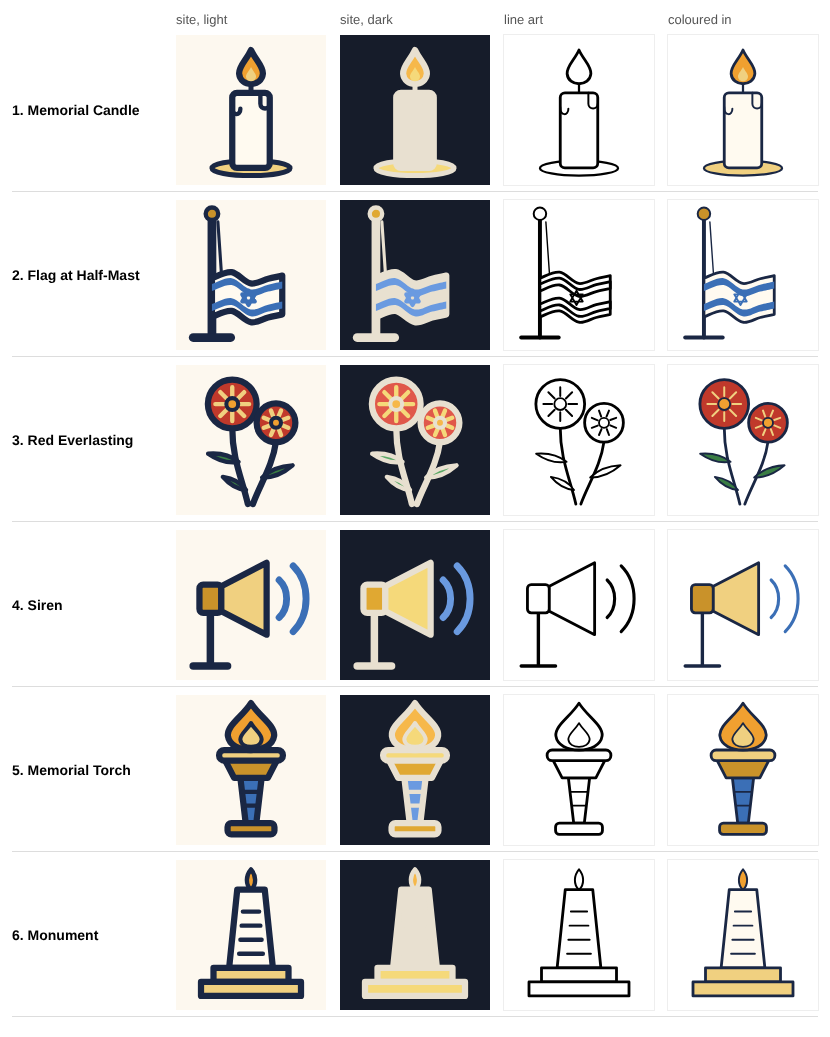 site, light site, dark line art coloured in
1. Memorial Candle
2. Flag at Half-Mast
3. Red Everlasting
4. Siren
5. Memorial Torch
6. Monument